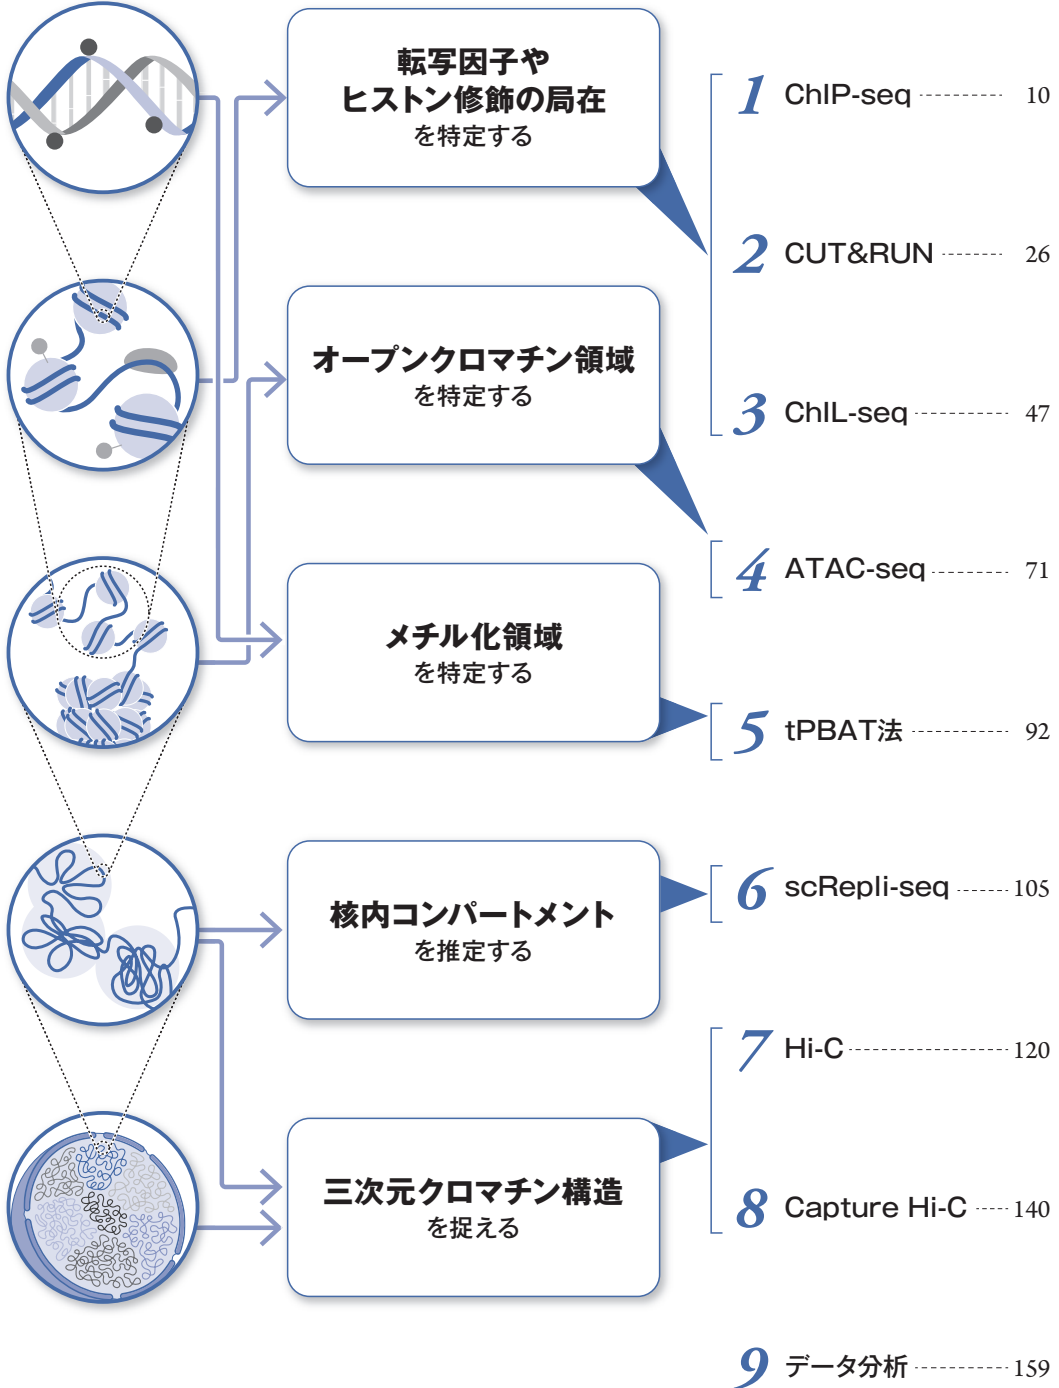 転写因子や
ヒストン修飾の局在
を特定する
オープンクロマチン領域
を特定する
メチル化領域
を特定する
核内コンパートメント
を推定する
三次元クロマチン構造
を捉える
1 ChIP-seq 10
2 CUT&RUN 26
3 ChIL-seq 47
4 ATAC-seq 71
5 tPBAT法 92
6 scRepli-seq 105
7 Hi-C 120
8 Capture Hi-C 140
9 データ分析 159